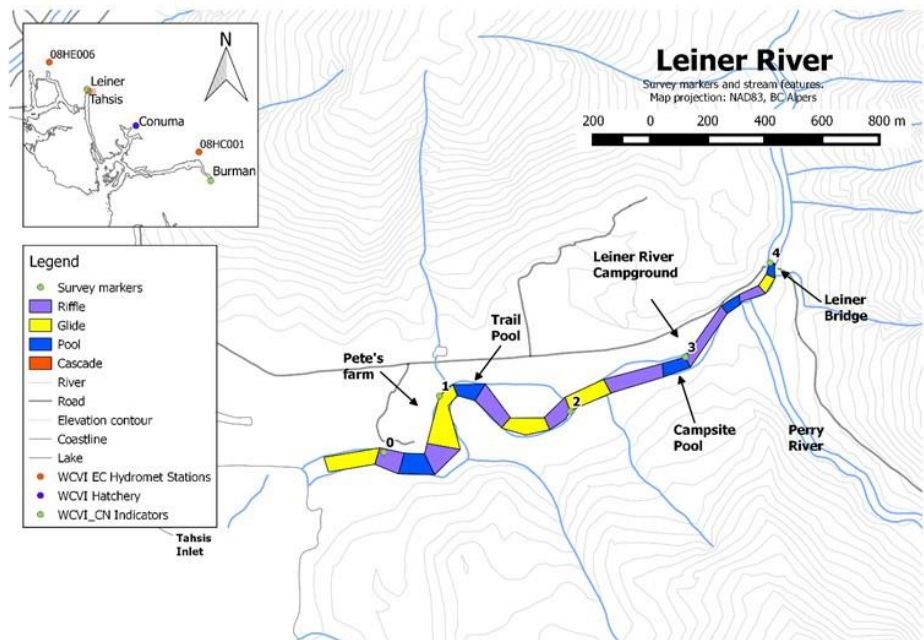 Leiner River
Survey markers and stream features.
Map projection: NAD83, BC Alpers
200 0 200 400 600 800 m
N
08HE006
Leiner
Tahsis
Conuma
08HC001
Burman
Legend
Survey markers
Riffle
Glide
Pool
Cascade
River
Road
Elevation contour
Coastline
Lake
WCVI EC Hydromet Stations
WCVI Hatchery
WCVI_CN Indicators
4
Leiner River
Campground
Leiner
Bridge
Trail
Pool
3
Pete's
farm
1
2
Campsite
Pool
Perry
River
0
Tahsis
Inlet